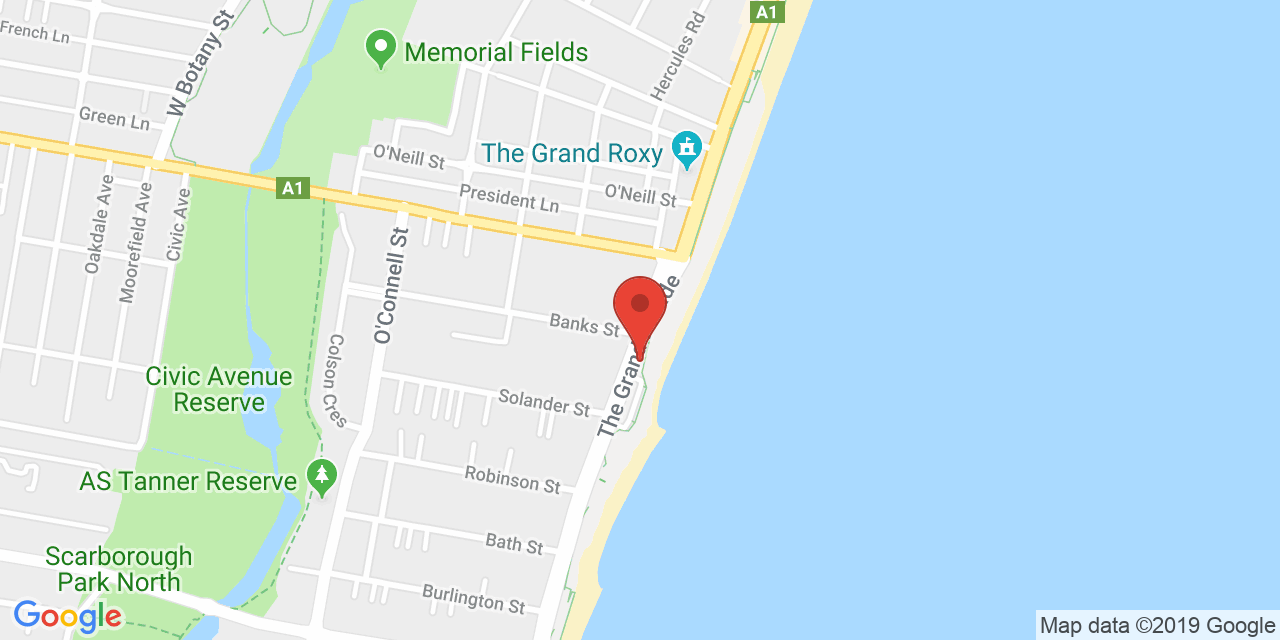 A1
French Ln
W Botany St
Memorial Fields
Hercules Rd
Green Ln
O'Neill St
The Grand Roxy
A1
President Ln
O'Neill St
Oakdale Ave
Moorefield Ave
Civic Ave
O'Connell St
Banks St
Colson Cres
Civic Avenue
Reserve
Solander St
The Grand
de
AS Tanner Reserve
Robinson St
Bath St
Scarborough
Park North
Burlington St
Google
Map data ©2019 Google